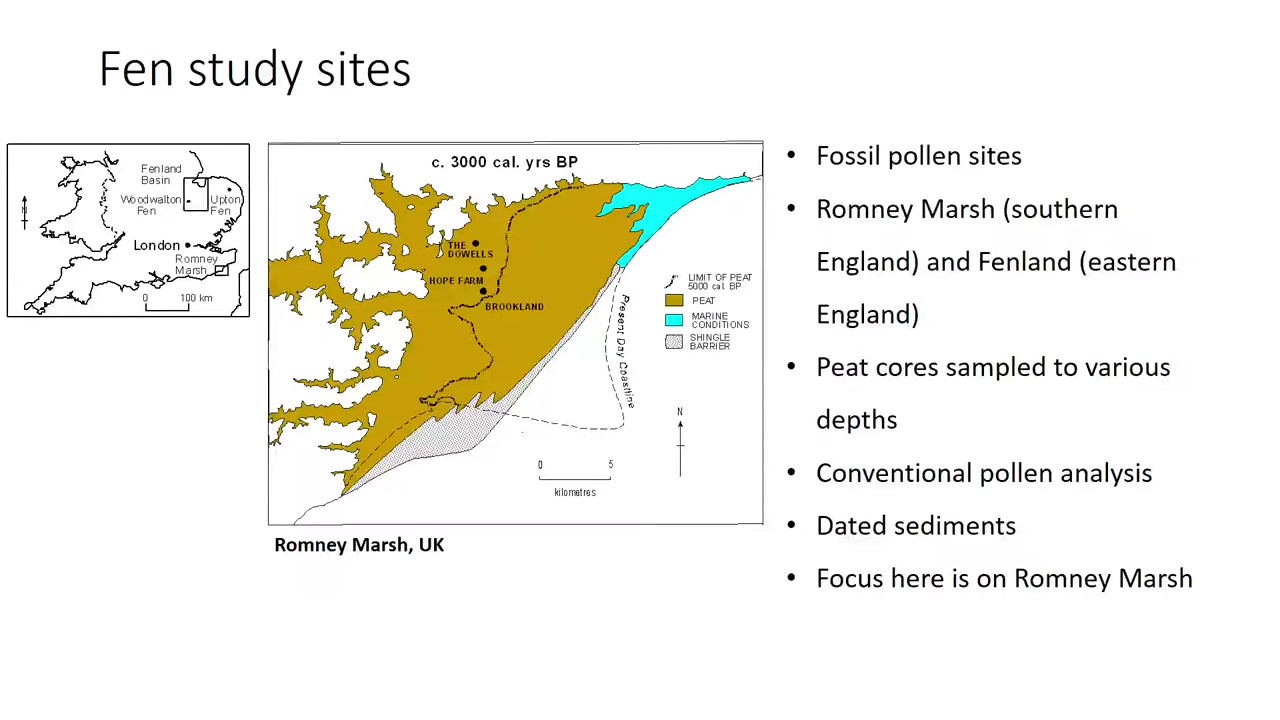 Fen study sites
Fenland
Basin
Woodwalton
Fen
Upton
Fen
N
London
Romney
Marsh
0 100 km
c. 3000 cal. yrs BP
THE
DOWELLS
HOPE FARM
BROOKLAND
Present Day Coastline
LIMIT OF PEAT
5000 cal. BP
PEAT
MARINE
CONDITIONS
SHINGLE
BARRIER
N
0 5
kilometres
Romney Marsh, UK
• Fossil pollen sites
• Romney Marsh (southern
England) and Fenland (eastern
England)
• Peat cores sampled to various
depths
• Conventional pollen analysis
• Dated sediments
• Focus here is on Romney Marsh